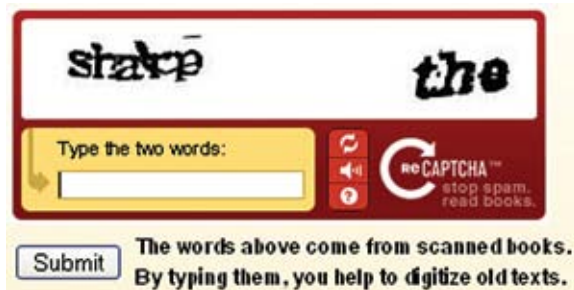 the
Type the two words:
reCAPTCHA™
stop spam.
read books.
Submit
The words above come from scanned books.
By typing them, you help to digitize old texts.